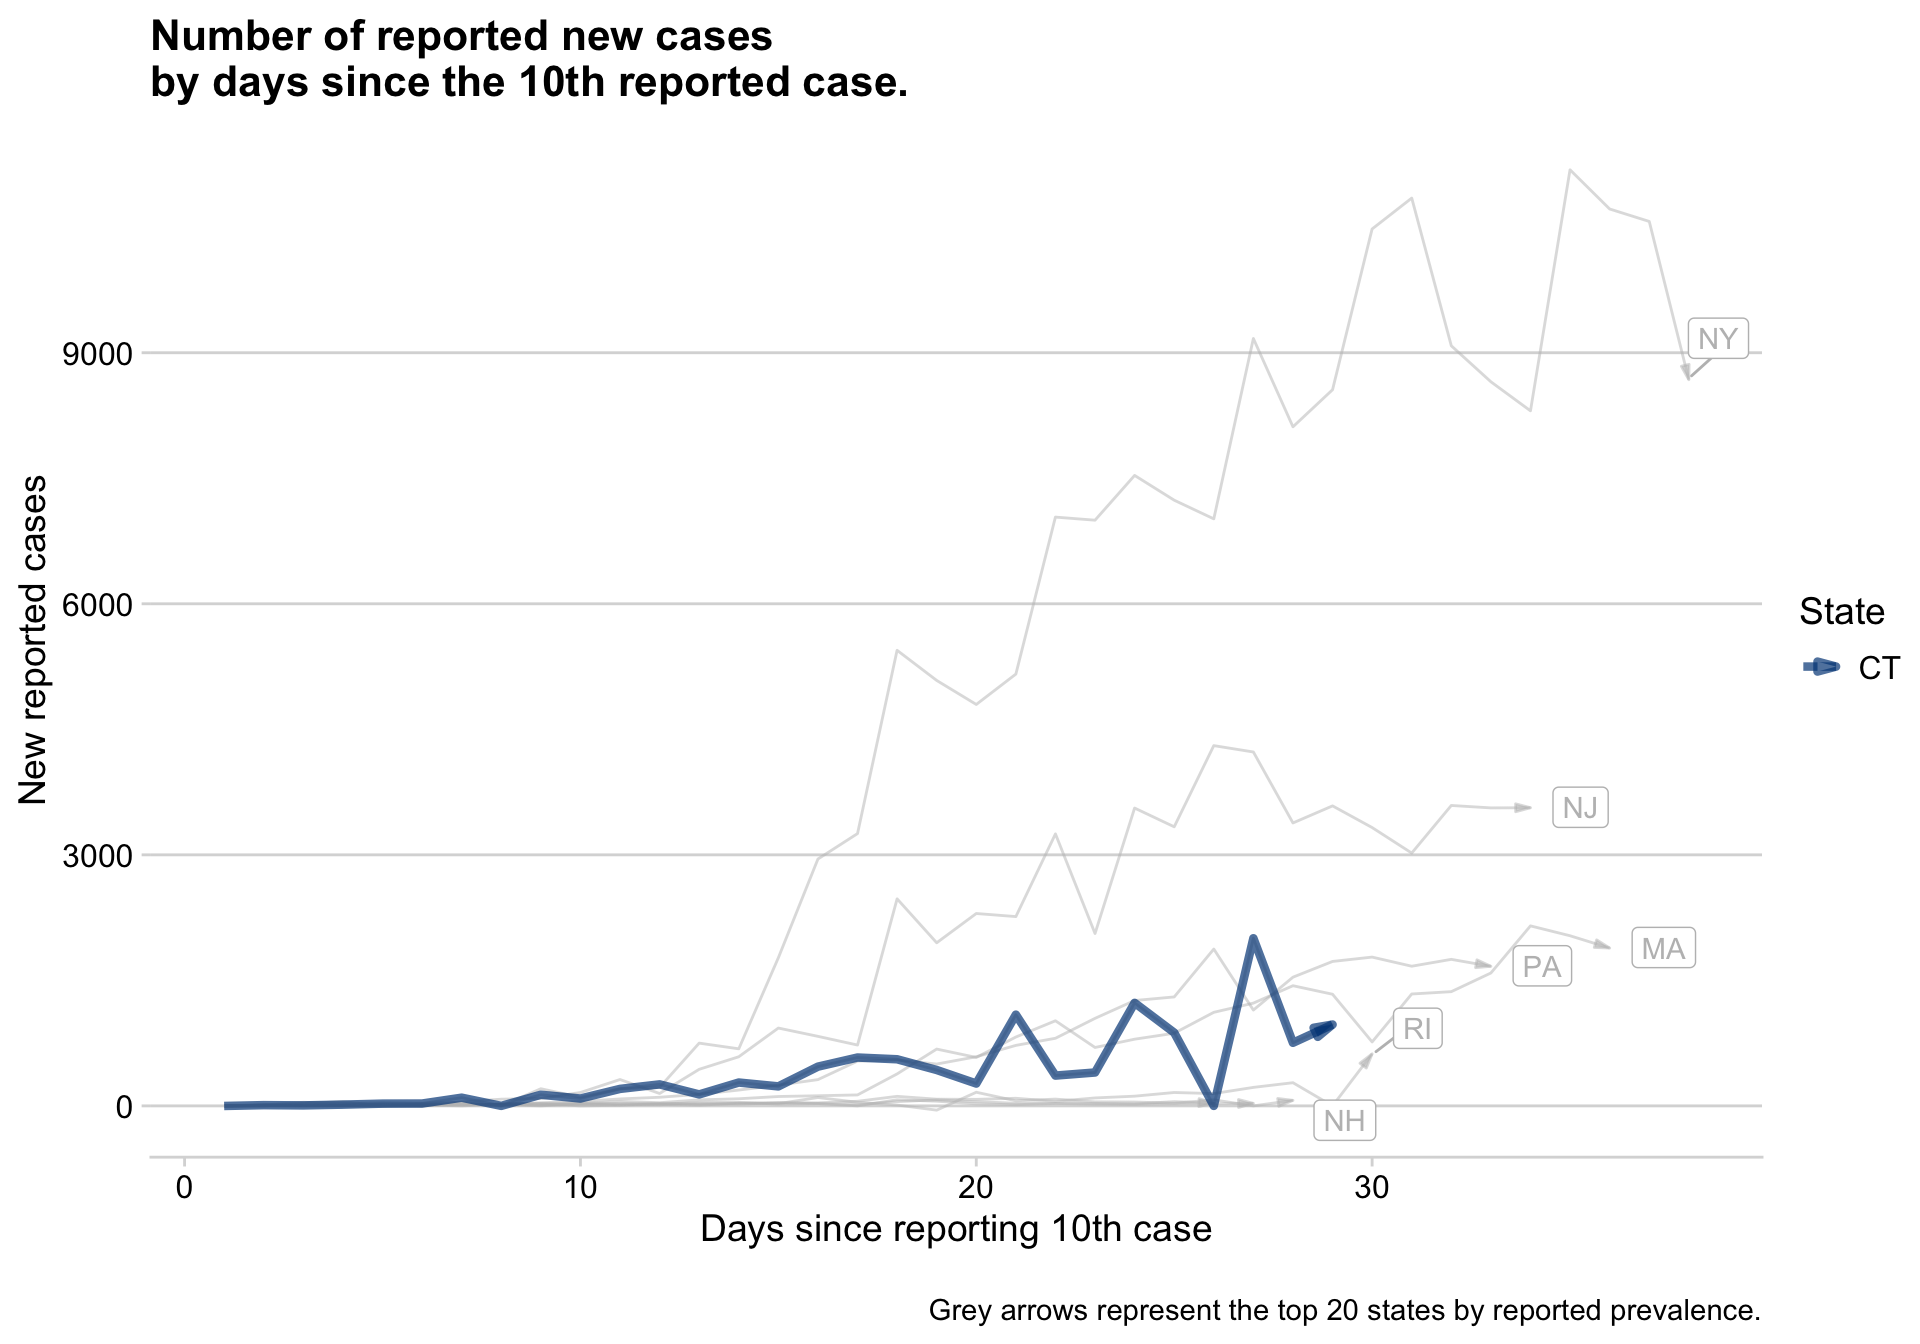 Number of reported new cases
by days since the 10th reported case.
New reported cases
9000
6000
3000
0
NY
NJ
MA
PA
RI
NH
State
CT
0 10 20 30
Days since reporting 10th case
Grey arrows represent the top 20 states by reported prevalence.